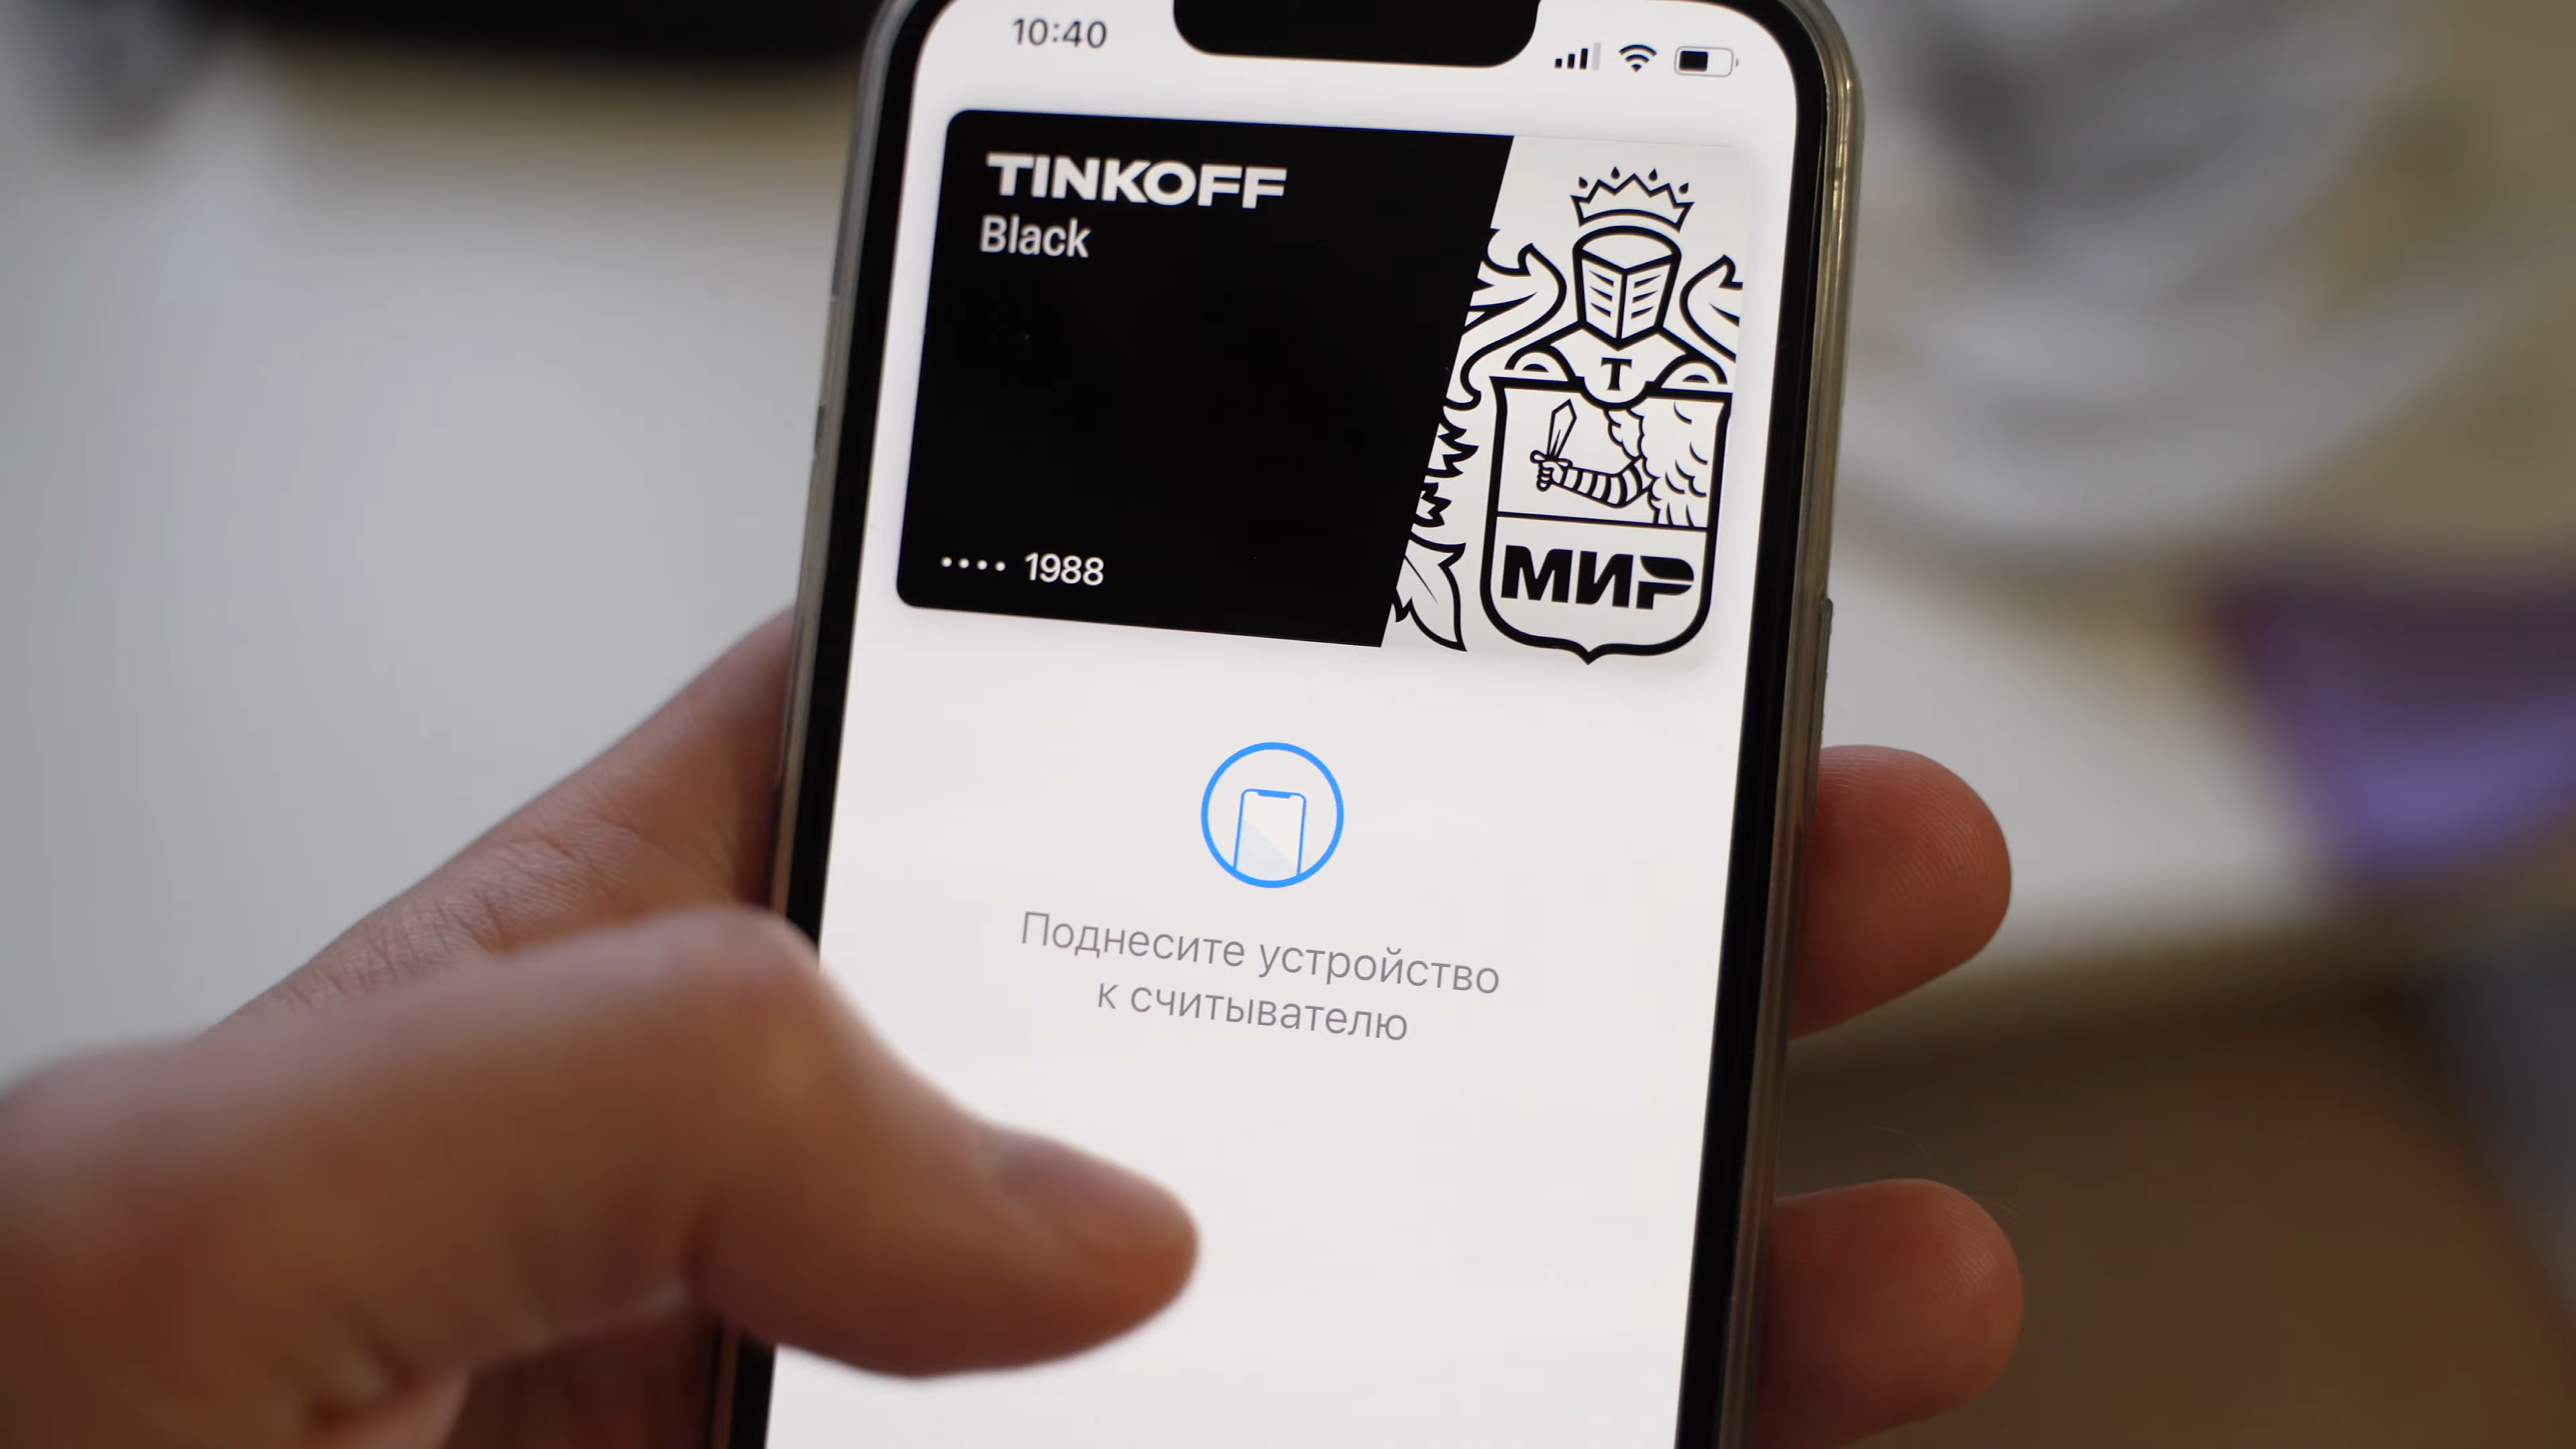 10:40
TINKOFF
Black
T
МИР
•••• 1988
Поднесите устройство
к считывателю